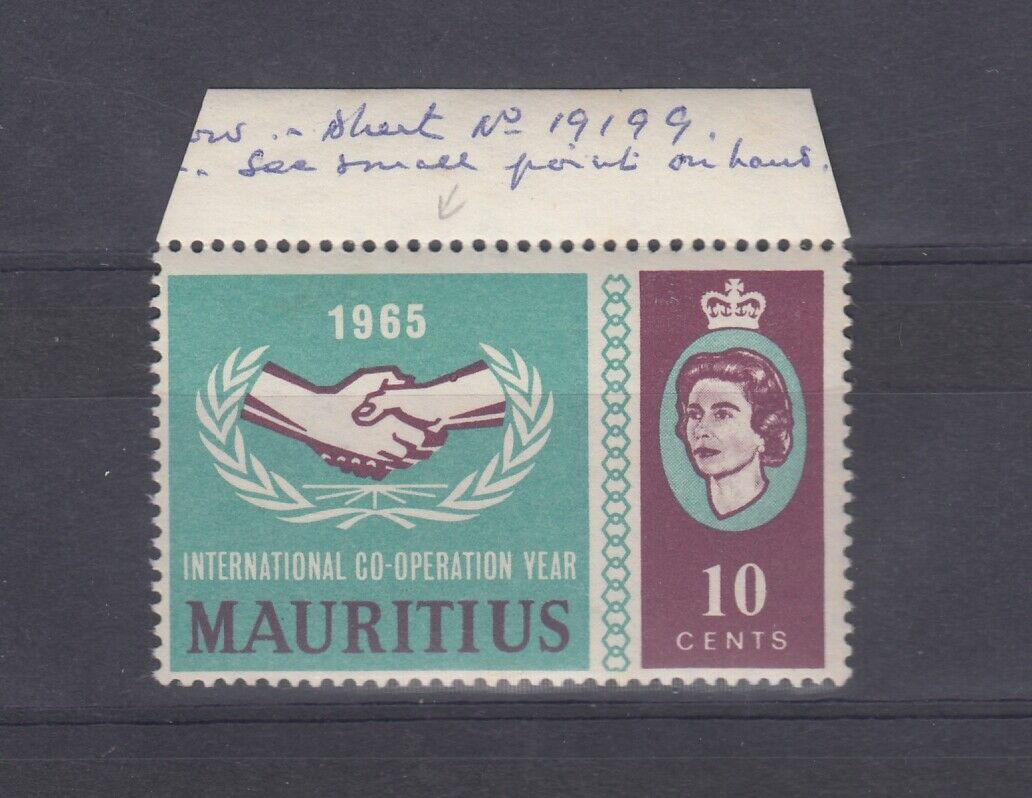 Sheet No 19199.
See small point on hand.
1965
INTERNATIONAL CO-OPERATION YEAR
MAURITIUS
10
CENTS